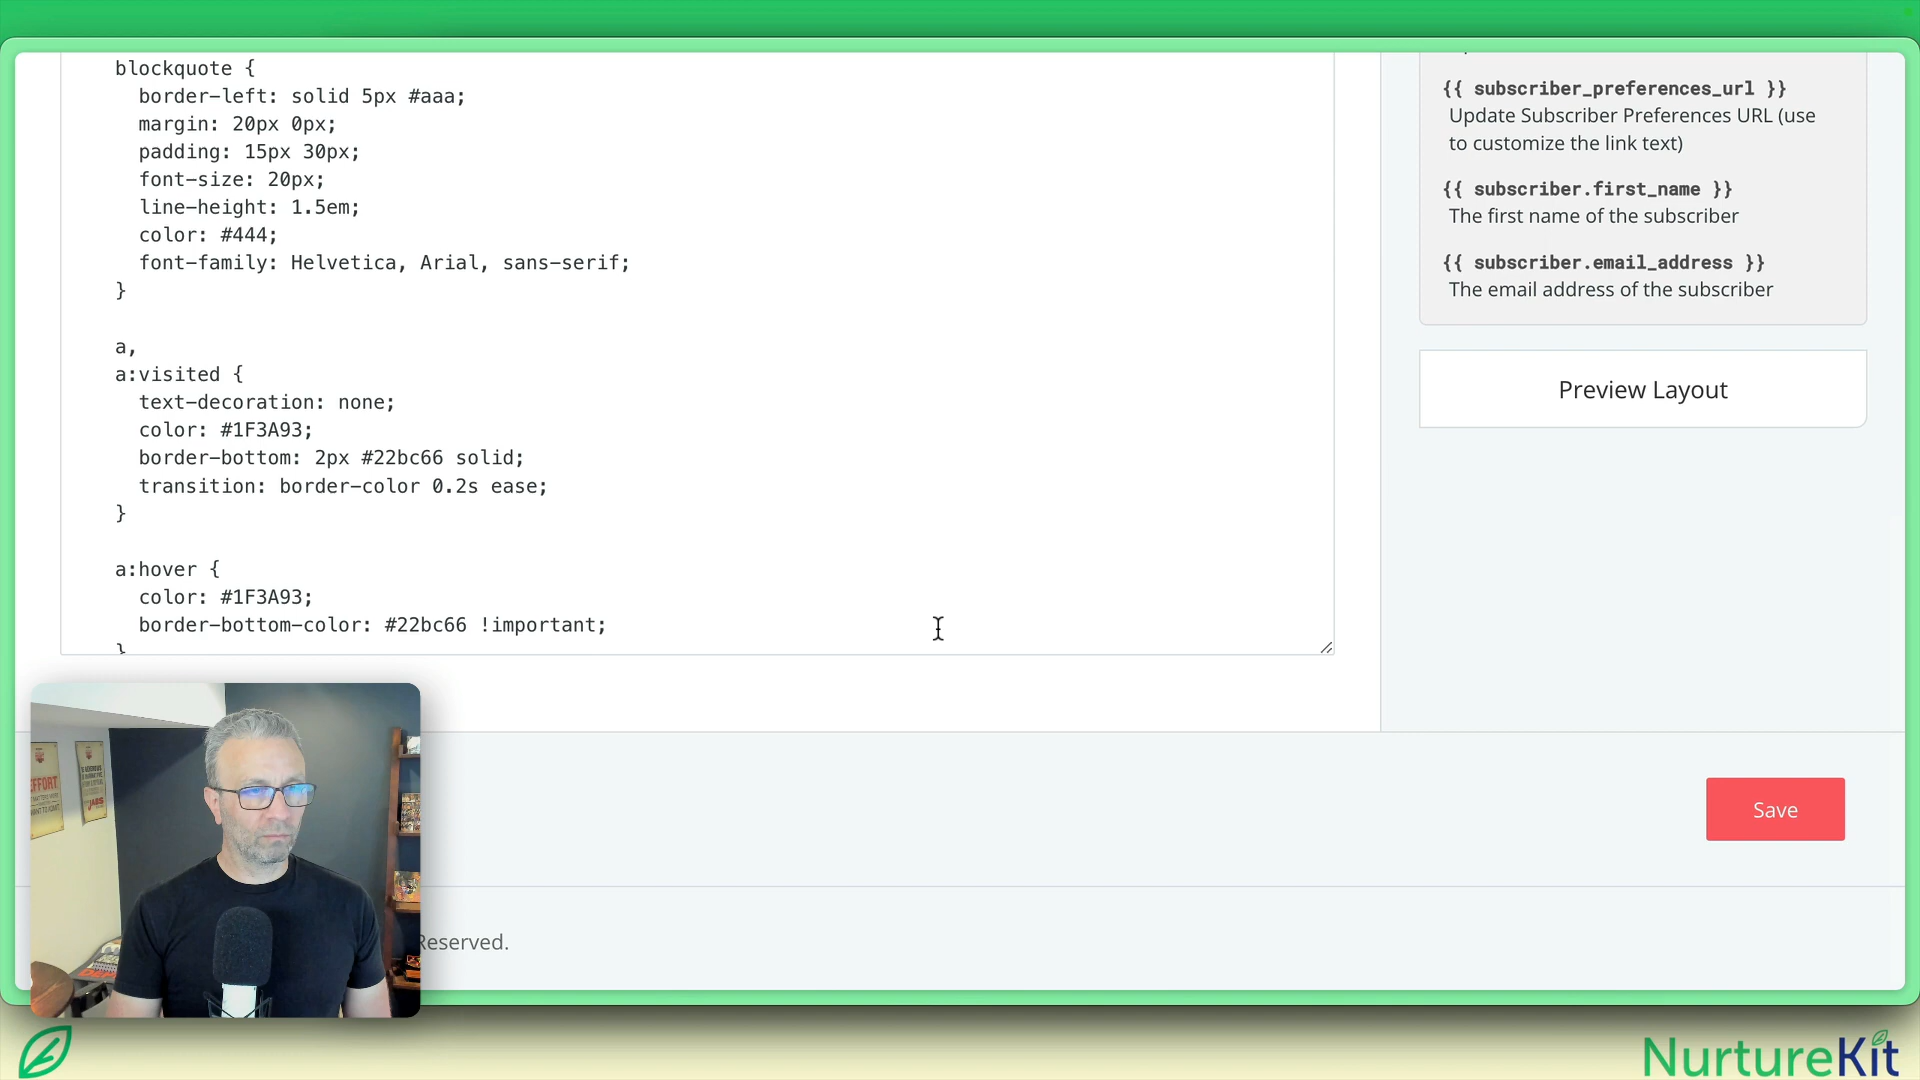 blockquote {
border-left: solid 5px #aaa;
margin: 20px 0px;
padding: 15px 30px;
font-size: 20px;
line-height: 1.5em;
color: #444;
font-family: Helvetica, Arial, sans-serif;
}
a,
a:visited {
text-decoration: none;
color: #1F3A93;
border-bottom: 2px #22bc66 solid;
transition: border-color 0.2s ease;
}
a:hover {
color: #1F3A93;
border-bottom-color: #22bc66 !important;
}
{{ subscriber_preferences_url }}
Update Subscriber Preferences URL (use
to customize the link text)
{{ subscriber.first_name }}
The first name of the subscriber
{{ subscriber.email_address }}
The email address of the subscriber
Preview Layout
Save
Reserved.
EFFORT
NurtureKit